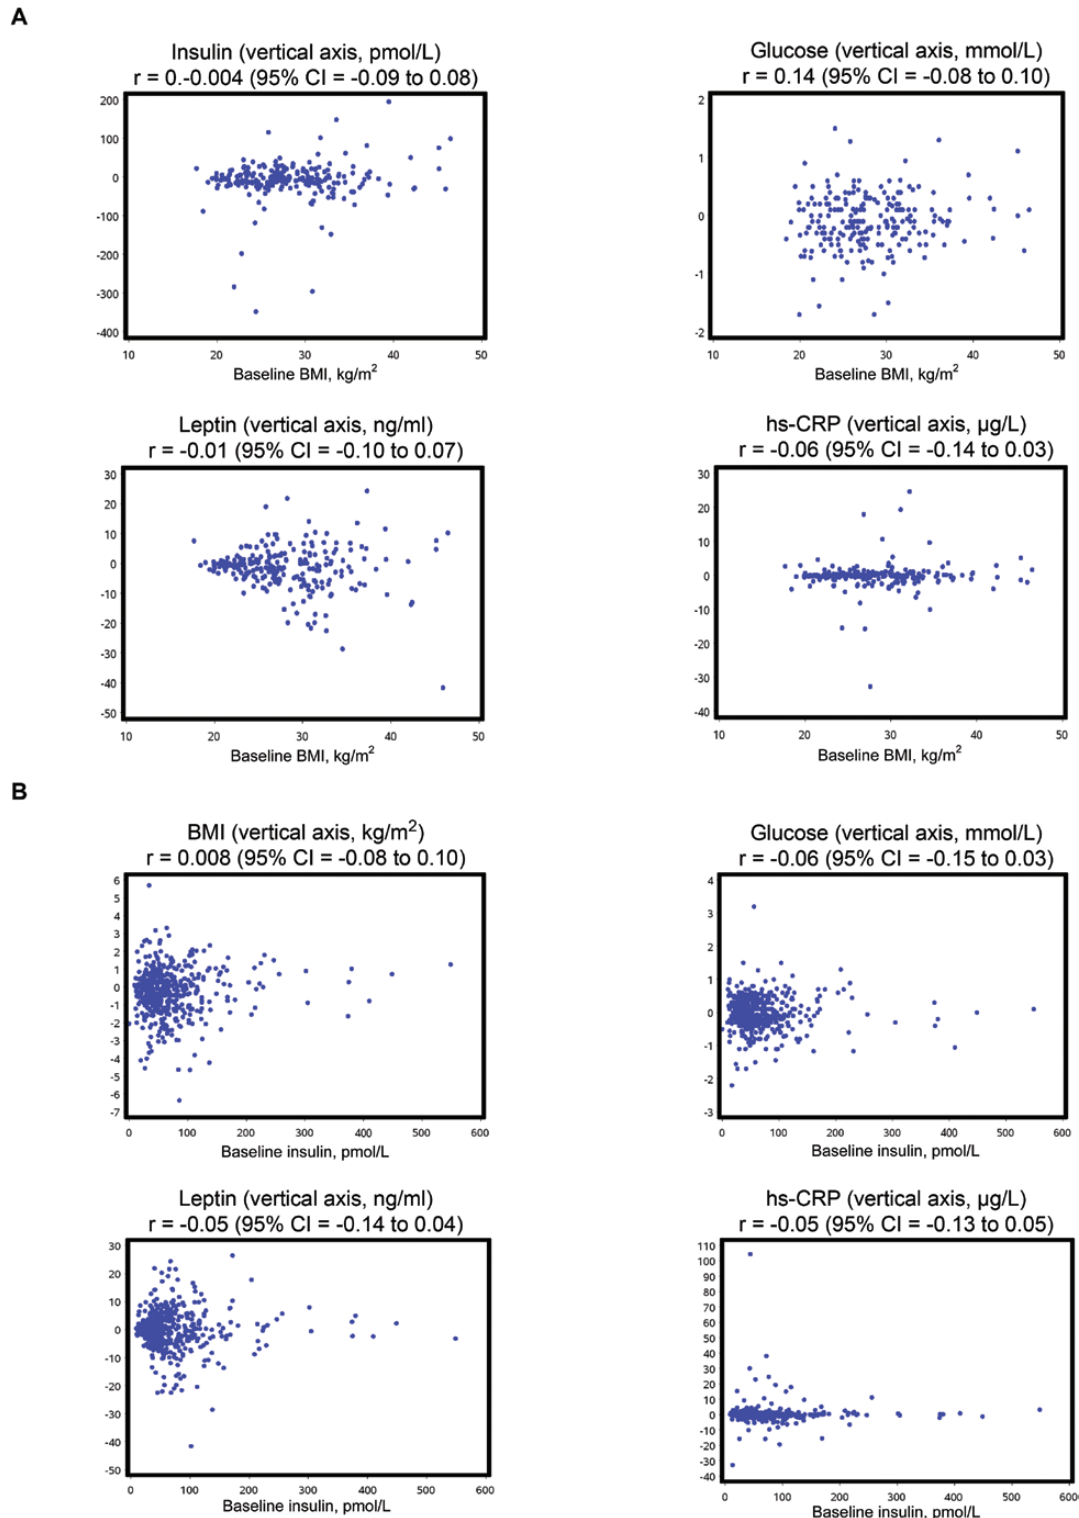 A
Insulin (vertical axis, pmol/L)
r = 0.-0.004 (95% CI = -0.09 to 0.08)
200
100
0
-100
200
-300
-400
10 20 30 40 50
Baseline BMI, kg/m²
Glucose (vertical axis, mmol/L)
r = 0.14 (95% CI = -0.08 to 0.10)
2
1
0
-1
-2
10 20 30 40 50
Baseline BMI, kg/m²
Leptin (vertical axis, ng/ml)
r = -0.01 (95% CI = -0.10 to 0.07)
30
20
10
0
-10
-20
-30
-40
-50
10 20 30 40 50
Baseline BMI, kg/m²
hs-CRP (vertical axis, µg/L)
r = -0.06 (95% CI = -0.14 to 0.03)
30
20
10
0
-10
-20
-30
-40
10 20 30 40 50
Baseline BMI, kg/m²
B
BMI (vertical axis, kg/m²)
r = 0.008 (95% CI = -0.08 to 0.10)
6
5
4
3
2
1
0
-1
-2
-3
-4
-5
-6
-7
0 100 200 300 400 500 600
Baseline insulin, pmol/L
Glucose (vertical axis, mmol/L)
r = -0.06 (95% CI = -0.15 to 0.03)
4
3
2
1
0
-1
-2
-3
0 100 200 300 400 500 600
Baseline insulin, pmol/L
Leptin (vertical axis, ng/ml)
r = -0.05 (95% CI = -0.14 to 0.04)
30
20
10
0
-10
-20
-30
-40
-50
0 100 200 300 400 500 600
Baseline insulin, pmol/L
hs-CRP (vertical axis, µg/L)
r = -0.05 (95% CI = -0.13 to 0.05)
110
100
90
80
70
60
50
40
30
20
10
0
-10
-20
-30
-40
0 100 200 300 400 500 600
Baseline insulin, pmol/L